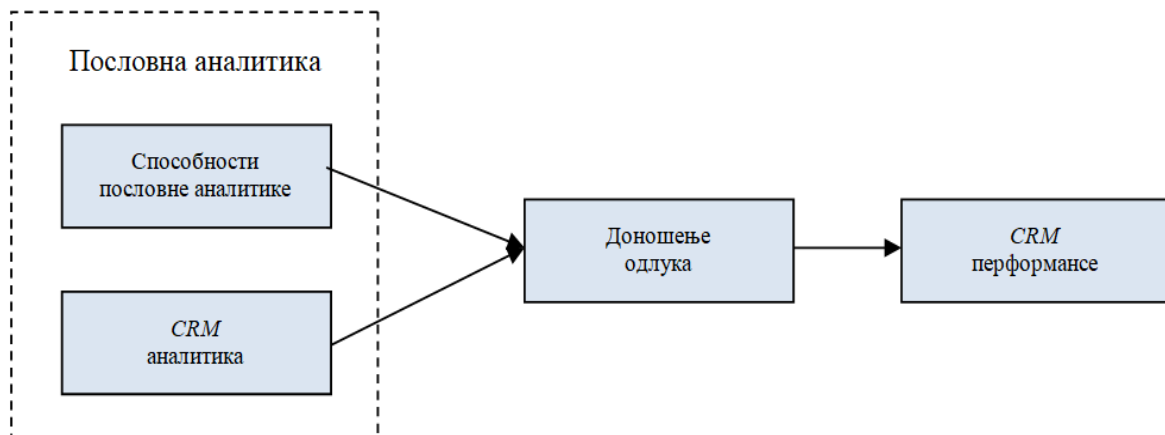 Пословна аналитика
Способности
пословне аналитике
CRM
аналитика
Доношење
одлука
CRM
перформансе